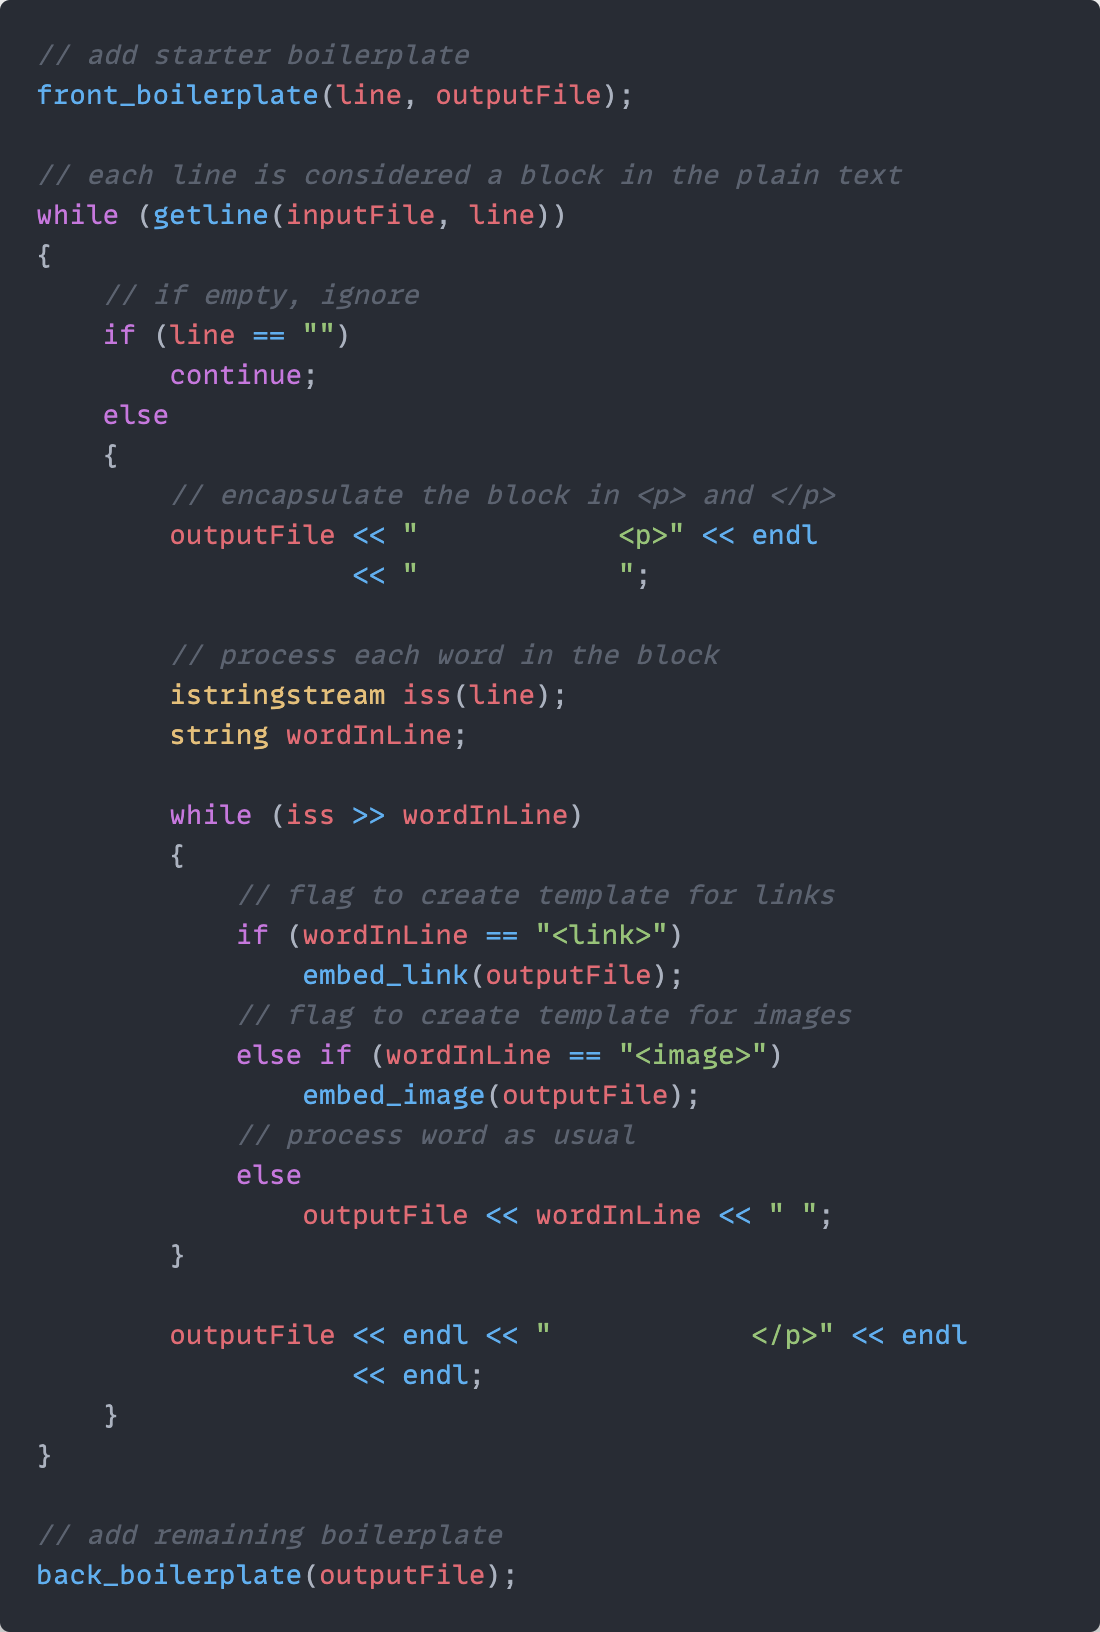 // add starter boilerplate
front_boilerplate(line, outputFile);

// each line is considered a block in the plain text
while (getline(inputFile, line))
{
    // if empty, ignore
    if (line == "")
        continue;
    else
    {
        // encapsulate the block in <p> and </p>
        outputFile << "            <p>" << endl
                   << "            ";

        // process each word in the block
        istringstream iss(line);
        string wordInLine;

        while (iss >> wordInLine)
        {
            // flag to create template for links
            if (wordInLine == "<link>")
                embed_link(outputFile);
            // flag to create template for images
            else if (wordInLine == "<image>")
                embed_image(outputFile);
            // process word as usual
            else
                outputFile << wordInLine << " ";
        }

        outputFile << endl << "            </p>" << endl
                   << endl;
    }
}

// add remaining boilerplate
back_boilerplate(outputFile);